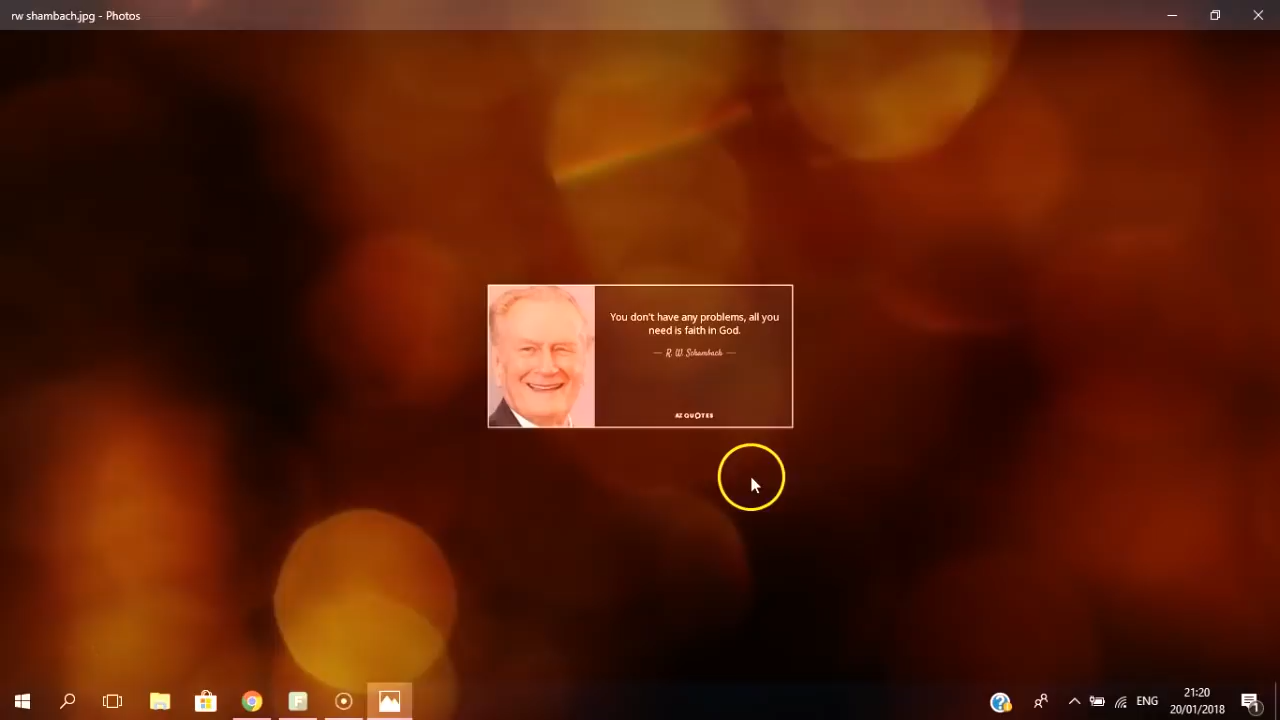 rw shambach.jpg - Photos
You don't have any problems, all you
need is faith in God.
— R. W. Schambach —
AZ QUOTES
ENG
21:20
20/01/2018
1